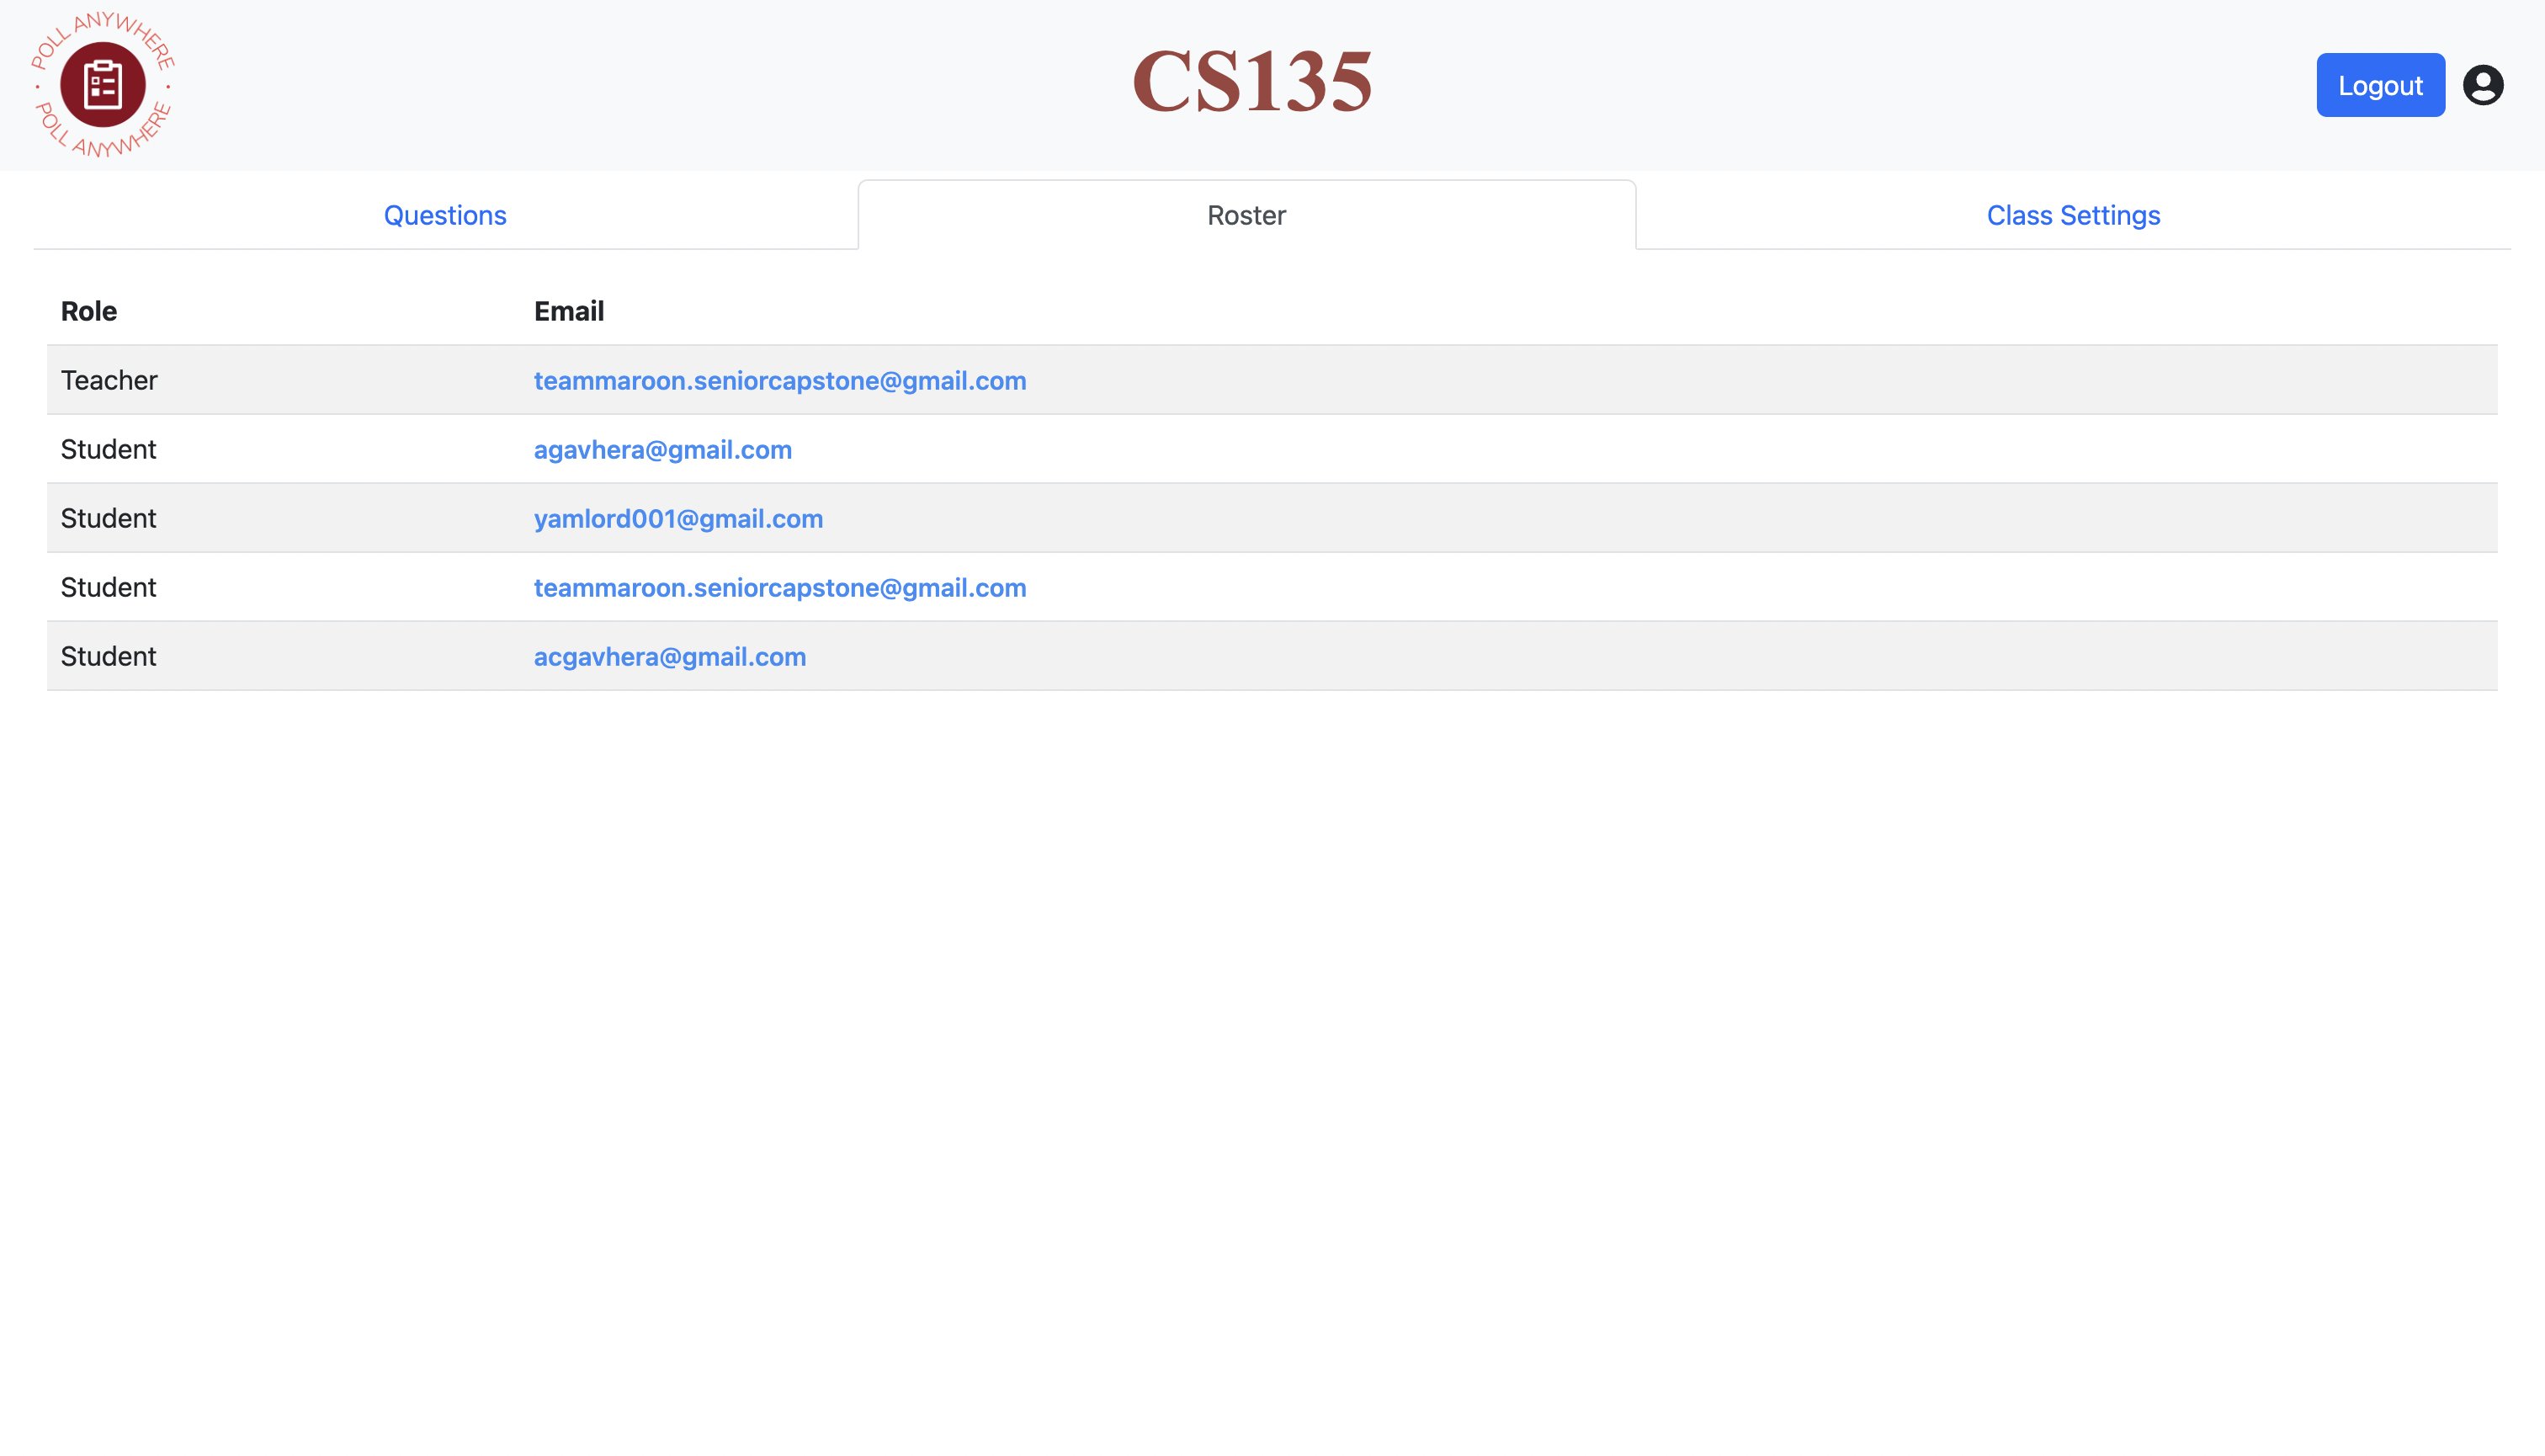 POLL ANYWHERE · POLL ANYWHERE ·
CS135
Logout
Questions Roster Class Settings
Role Email
Teacher teammaroon.seniorcapstone@gmail.com
Student agavhera@gmail.com
Student yamlord001@gmail.com
Student teammaroon.seniorcapstone@gmail.com
Student acgavhera@gmail.com